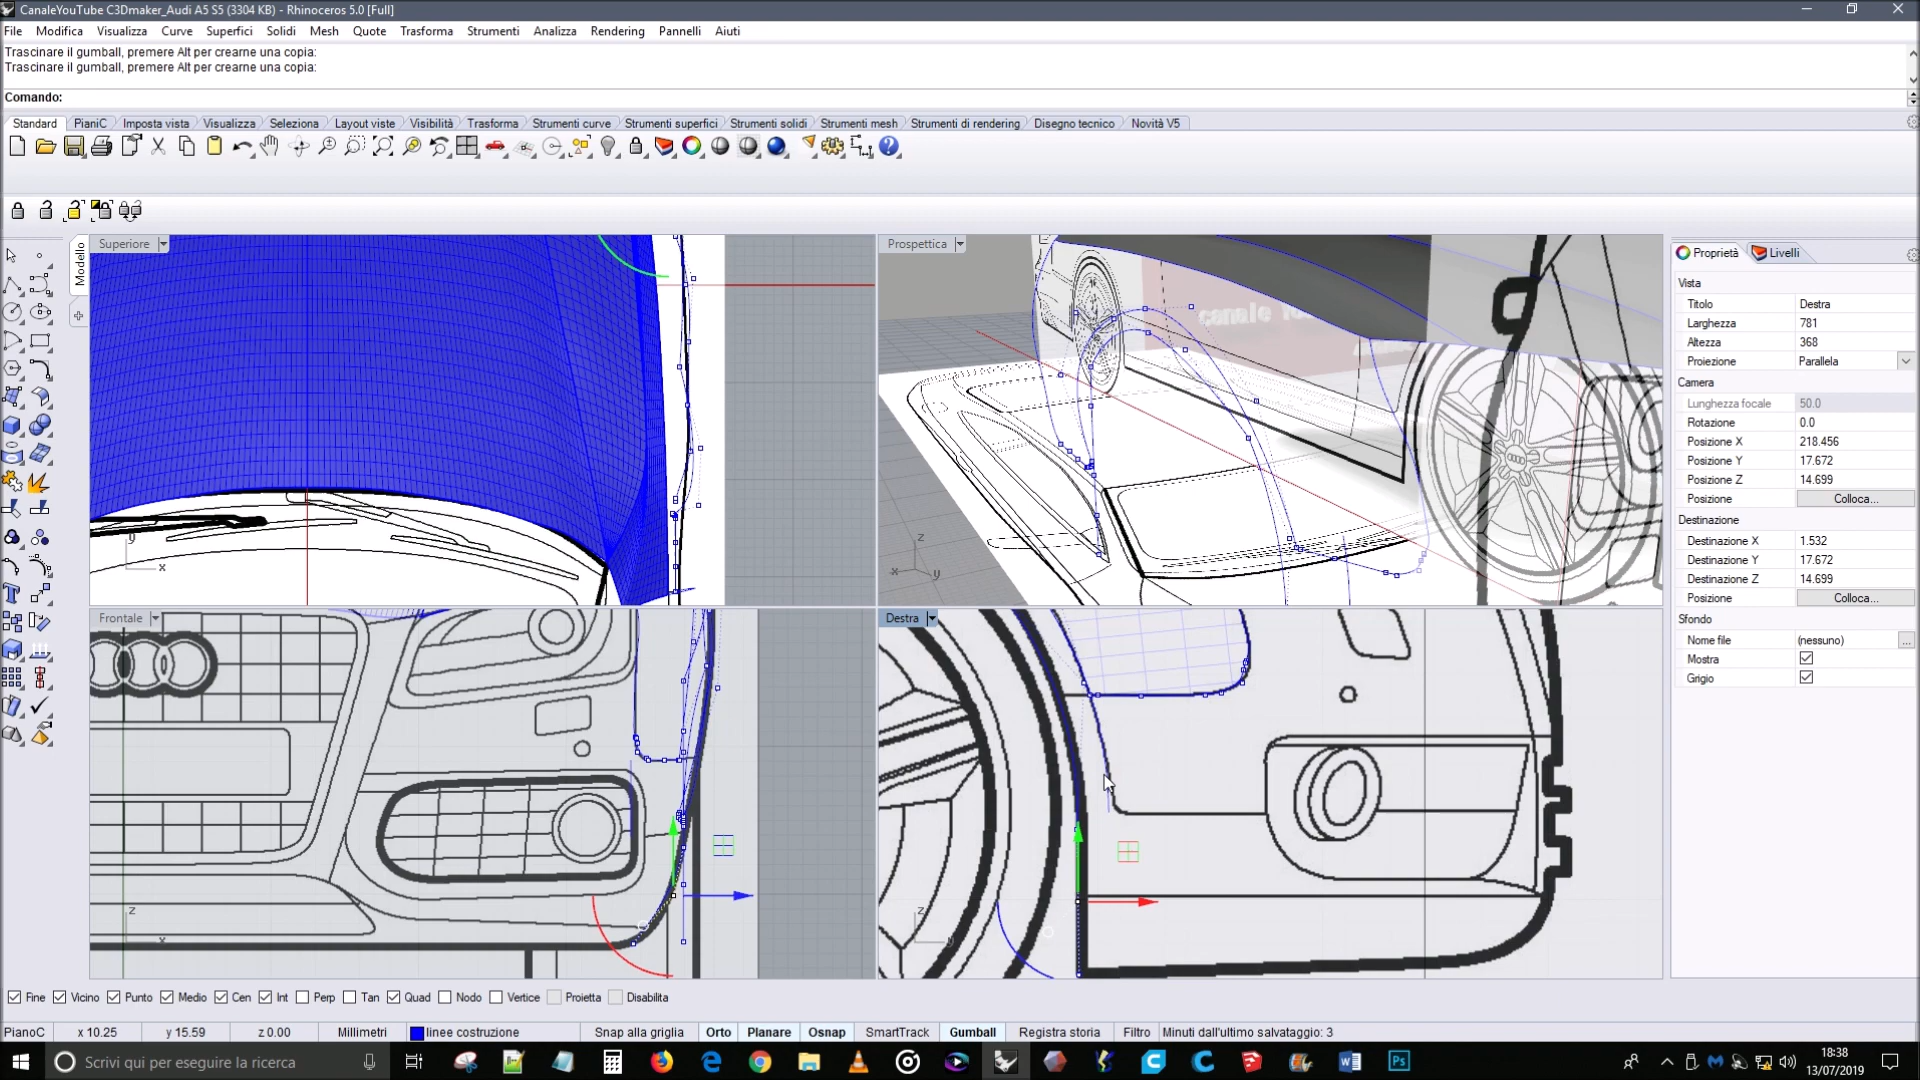 CanaleYouTube C3Dmaker_Audi A5 S5 (3304 KB) - Rhinoceros 5.0 [Full]
File Modifica Visualizza Curve Superfici Solidi Mesh Quote Trasforma Strumenti Analizza Rendering Pannelli Aiuti
Trascinare il gumball, premere Alt per crearne una copia:
Trascinare il gumball, premere Alt per crearne una copia:
Comando:
Standard PianiC Imposta vista Visualizza Seleziona Layout viste Visibilità Trasforma Strumenti curve Strumenti superfici Strumenti solidi Strumenti mesh Strumenti di rendering Disegno tecnico Novità V5
Modello
Superiore
y
x
Prospettica
canale You
z
x
y
Frontale
z
x
Destra
z
Proprietà Livelli
Vista
Titolo Destra
Larghezza 781
Altezza 368
Proiezione Parallela
Camera
Lunghezza focale 50.0
Rotazione 0.0
Posizione X 218.456
Posizione Y 17.672
Posizione Z 14.699
Posizione Colloca...
Destinazione
Destinazione X 1.532
Destinazione Y 17.672
Destinazione Z 14.699
Posizione Colloca...
Sfondo
Nome file (nessuno) ...
Mostra
Grigio
Fine Vicino Punto Medio Cen Int Perp Tan Quad Nodo Vertice Proietta Disabilita
PianoC x 10.25 y 15.59 z 0.00 Millimetri linee costruzione Snap alla griglia Orto Planare Osnap SmartTrack Gumball Registra storia Filtro Minuti dall'ultimo salvataggio: 3
Scrivi qui per eseguire la ricerca
Ps
18:38
13/07/2019